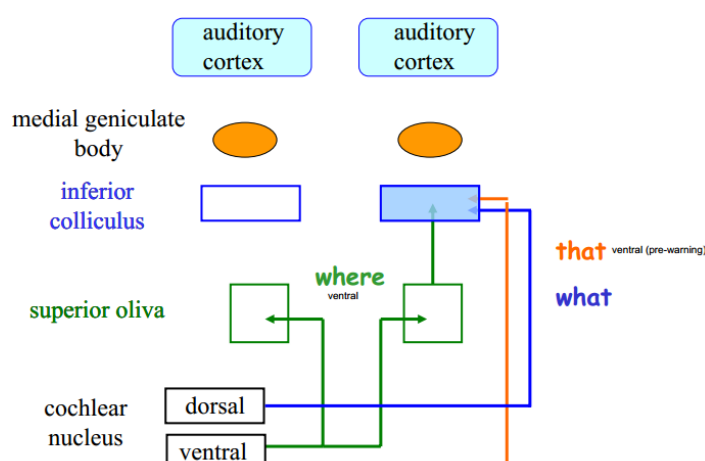 auditory
cortex
auditory
cortex
medial geniculate
body
inferior
colliculus
that ventral (pre-warning)
where
ventral
what
superior oliva
cochlear
nucleus
dorsal
ventral